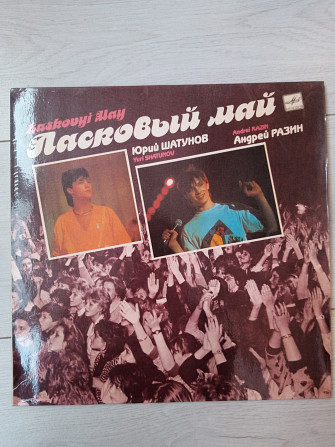 Laskovyi May
Ласковый май
Юрий ШАТУНОВ
Yuri SHATUNOV
Andrei RAZIN
Андрей РАЗИН